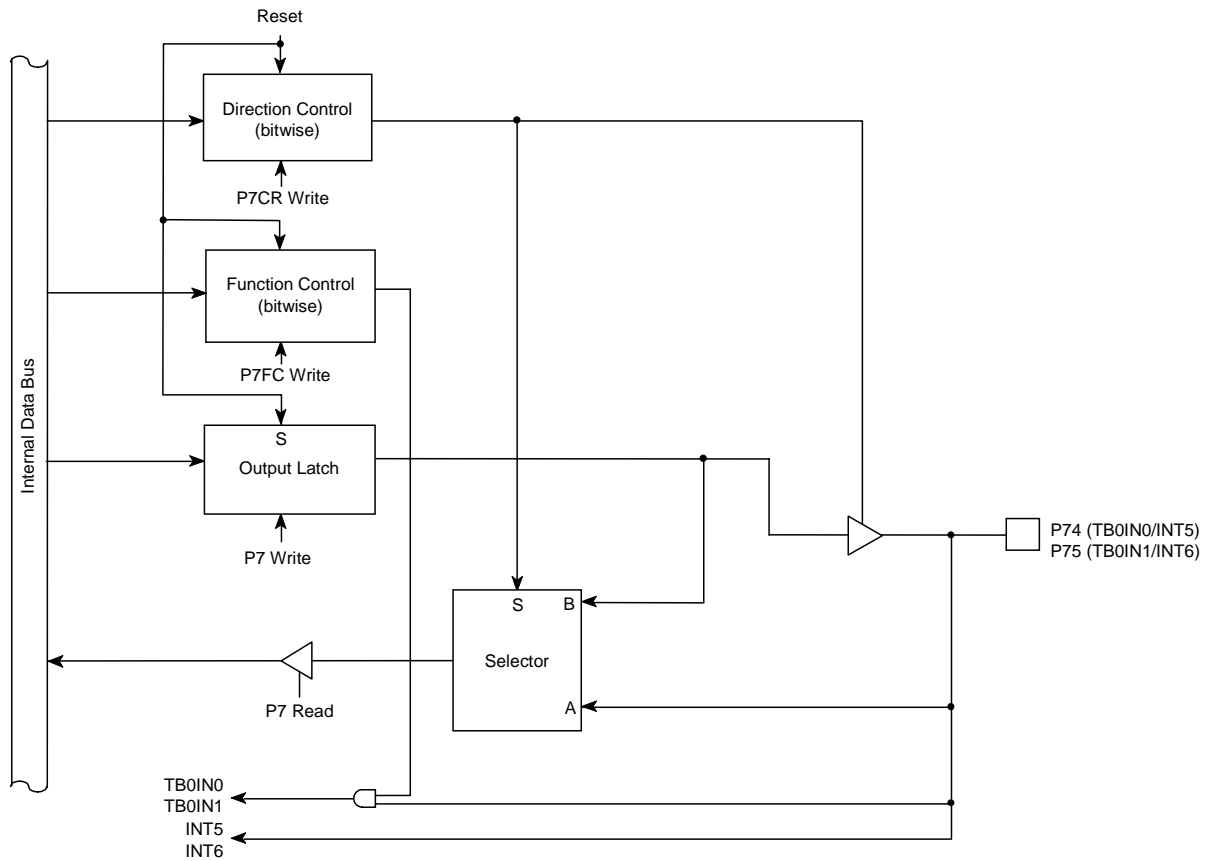 Reset
Direction Control
(bitwise)
P7CR Write
Function Control
(bitwise)
P7FC Write
Internal Data Bus
S
Output Latch
P7 Write
P74 (TB0IN0/INT5)
P75 (TB0IN1/INT6)
S
B
Selector
A
P7 Read
TB0IN0
TB0IN1
INT5
INT6